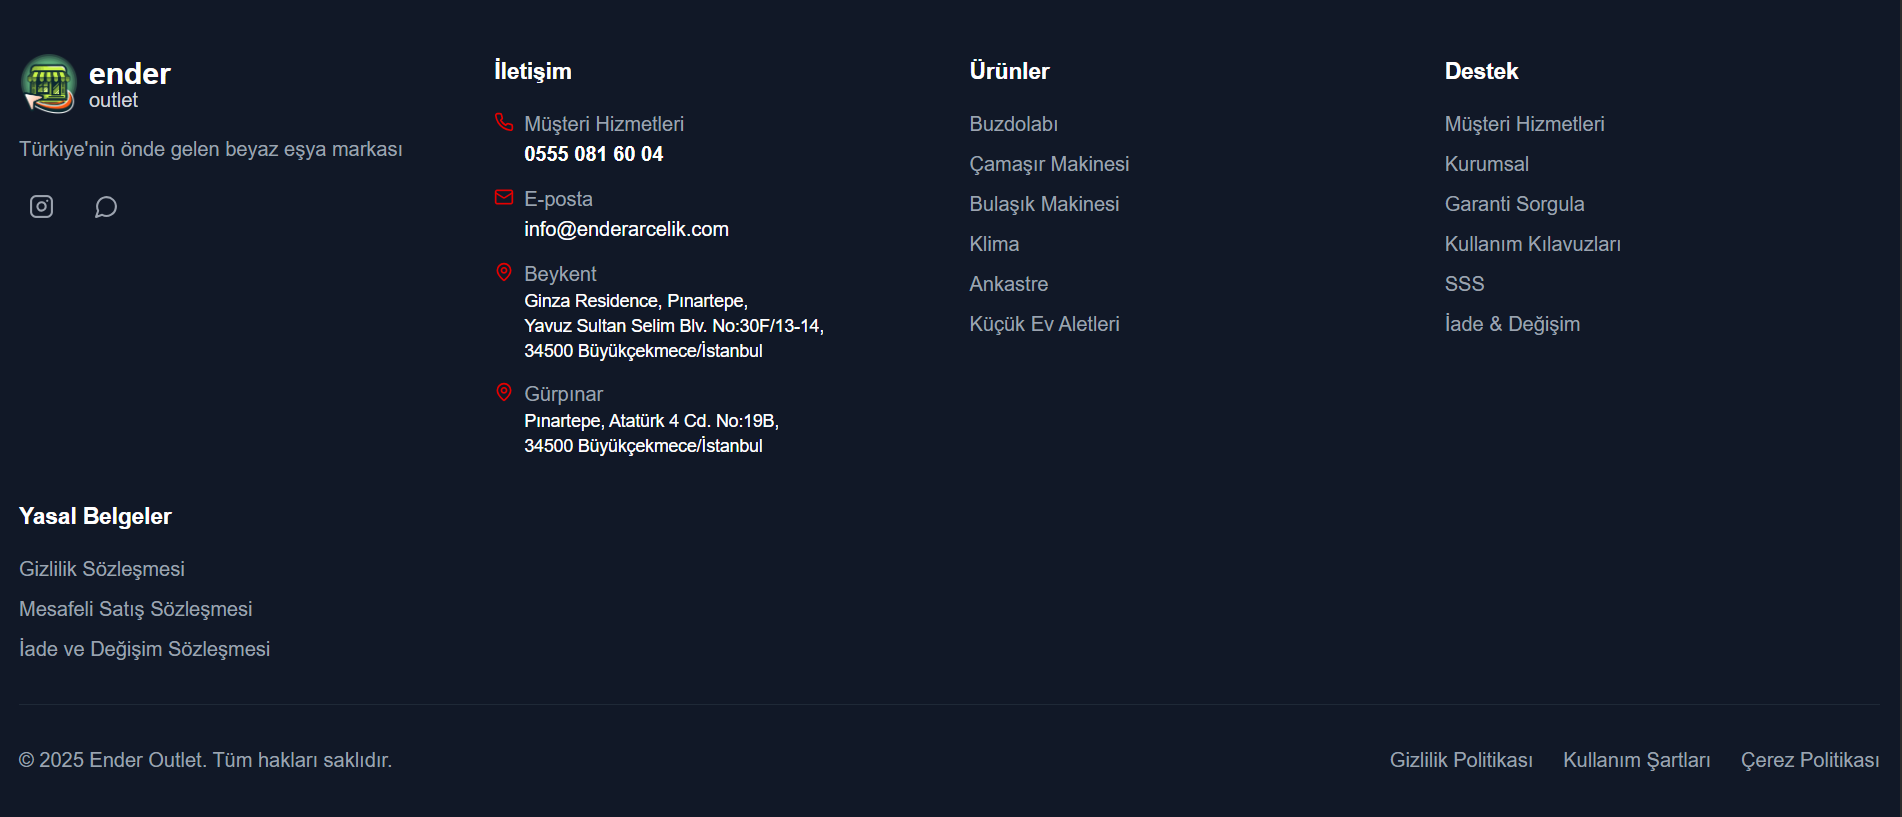 ender
outlet
Türkiye'nin önde gelen beyaz eşya markası
İletişim
Müşteri Hizmetleri
0555 081 60 04
E-posta
info@enderarcelik.com
Beykent
Ginza Residence, Pınartepe,
Yavuz Sultan Selim Blv. No:30F/13-14,
34500 Büyükçekmece/İstanbul
Gürpınar
Pınartepe, Atatürk 4 Cd. No:19B,
34500 Büyükçekmece/İstanbul
Ürünler
Buzdolabı
Çamaşır Makinesi
Bulaşık Makinesi
Klima
Ankastre
Küçük Ev Aletleri
Destek
Müşteri Hizmetleri
Kurumsal
Garanti Sorgula
Kullanım Kılavuzları
SSS
İade & Değişim
Yasal Belgeler
Gizlilik Sözleşmesi
Mesafeli Satış Sözleşmesi
İade ve Değişim Sözleşmesi
© 2025 Ender Outlet. Tüm hakları saklıdır.
Gizlilik Politikası
Kullanım Şartları
Çerez Politikası